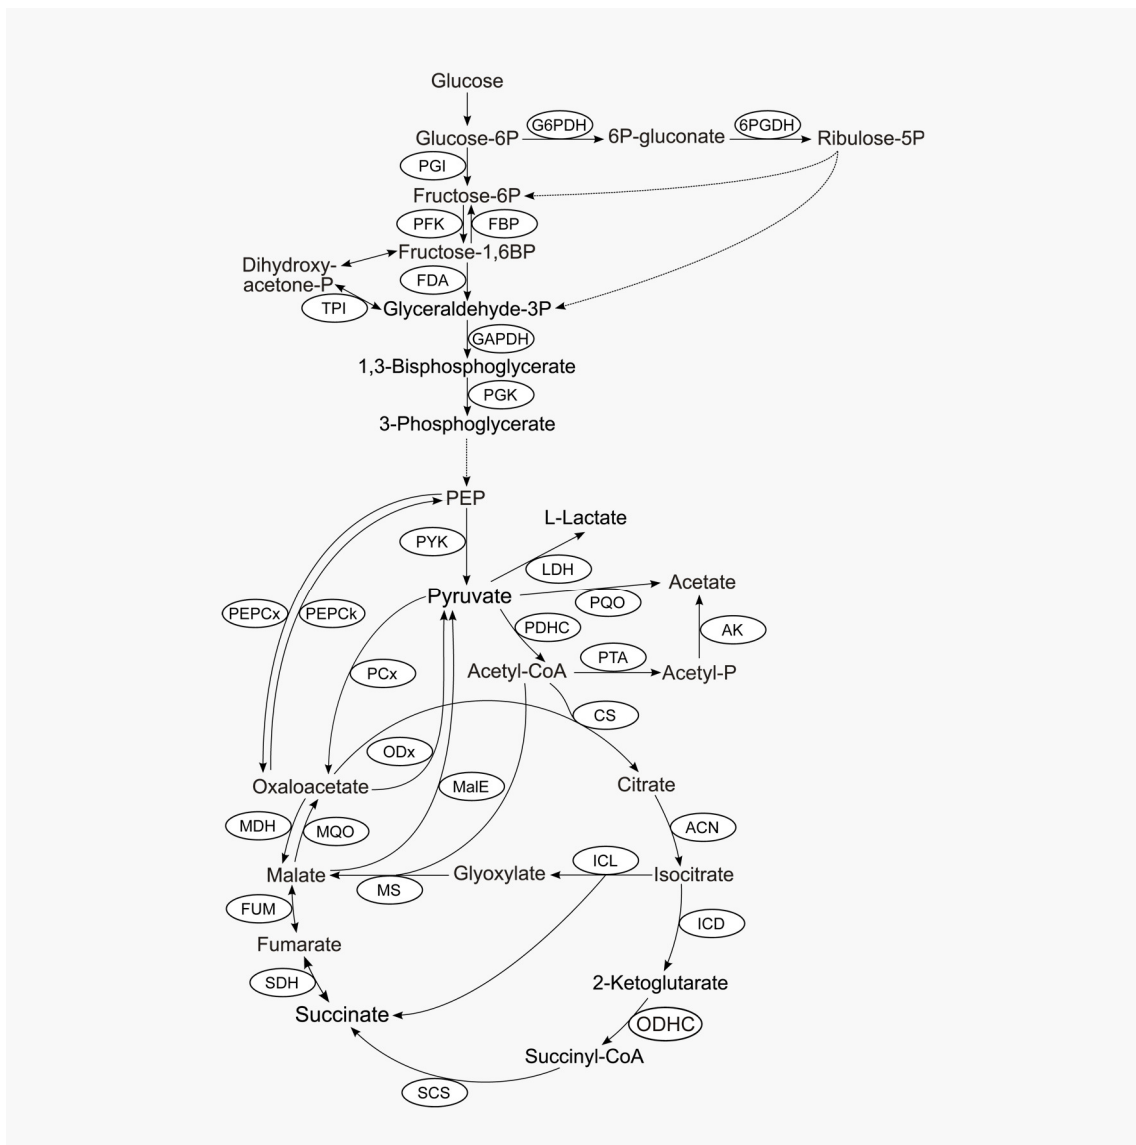 Glucose
Glucose-6P
G6PDH
6P-gluconate
6PGDH
Ribulose-5P
PGI
Fructose-6P
PFK
FBP
Fructose-1,6BP
Dihydroxy-
acetone-P
FDA
TPI
Glyceraldehyde-3P
GAPDH
1,3-Bisphosphoglycerate
PGK
3-Phosphoglycerate
PEP
L-Lactate
PYK
LDH
Acetate
Pyruvate
PQO
PEPCx
PEPCk
PDHC
AK
PTA
PCx
Acetyl-CoA
Acetyl-P
CS
ODx
Oxaloacetate
MalE
Citrate
MDH
MQO
ACN
ICL
Malate
MS
Glyoxylate
Isocitrate
FUM
ICD
Fumarate
SDH
2-Ketoglutarate
Succinate
ODHC
Succinyl-CoA
SCS